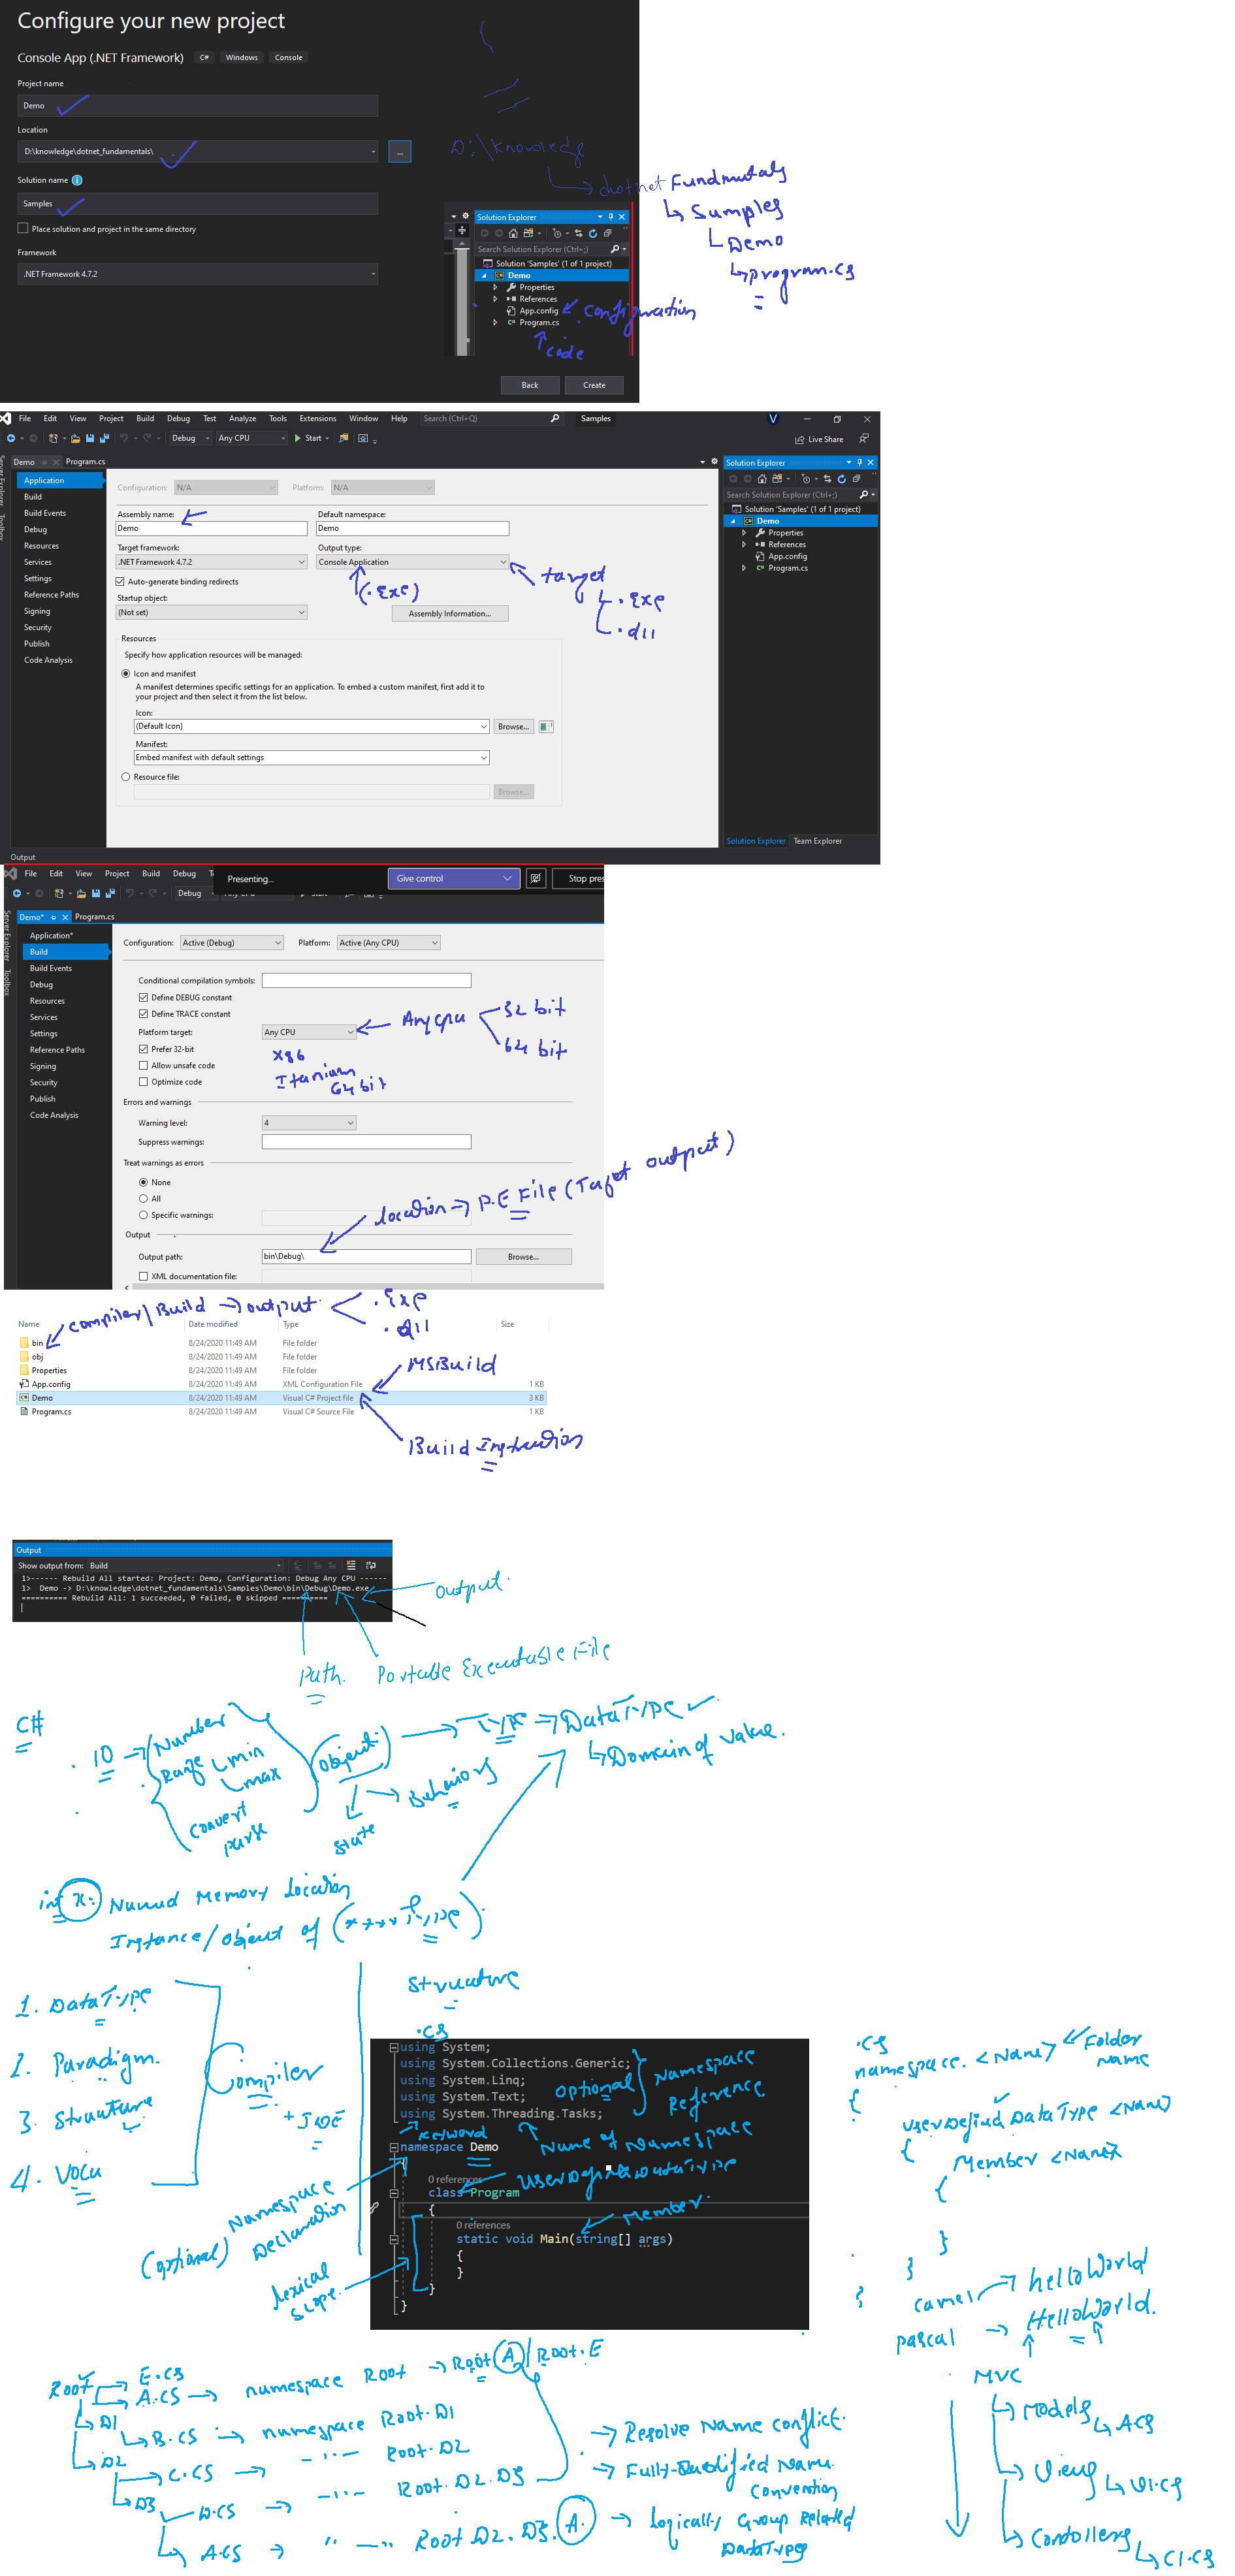 Configure your new project
Console App (.NET Framework) C# Windows Console
Project name
Demo
Location
D:\knowledge\dotnet_fundamentals\
...
Solution name
Samples
Place solution and project in the same directory
Framework
.NET Framework 4.7.2
D:\knowledg
dotnet Fundmutals
Samples
Demo
program.cs
Solution Explorer
Search Solution Explorer (Ctrl+;)
Solution 'Samples' (1 of 1 project)
Demo
Properties
References
App.config
configuration
Program.cs
code
Back Create
File Edit View Project Build Debug Test Analyze Tools Extensions Window Help Search (Ctrl+Q) Samples V
Debug Any CPU Start Live Share
Demo Program.cs
Server Explorer Toolbox
Application
Build
Build Events
Debug
Resources
Services
Settings
Reference Paths
Signing
Security
Publish
Code Analysis
Configuration: N/A Platform: N/A
Assembly name: Default namespace:
Demo Demo
Target framework: Output type:
.NET Framework 4.7.2 Console Application
Auto-generate binding redirects
(.Exe)
target
.Exe
.dll
Startup object:
(Not set) Assembly Information...
Resources
Specify how application resources will be managed:
Icon and manifest
A manifest determines specific settings for an application. To embed a custom manifest, first add it to
your project and then select it from the list below.
Icon:
(Default Icon) Browse...
Manifest:
Embed manifest with default settings
Resource file:
Browse...
Solution Explorer
Search Solution Explorer (Ctrl+;)
Solution 'Samples' (1 of 1 project)
Demo
Properties
References
App.config
Program.cs
Solution Explorer Team Explorer
Output
File Edit View Project Build Debug
Presenting... Give control Stop pres
Debug
Demo* Program.cs
Server Explorer Toolbox
Application*
Build
Build Events
Debug
Resources
Services
Settings
Reference Paths
Signing
Security
Publish
Code Analysis
Configuration: Active (Debug) Platform: Active (Any CPU)
Conditional compilation symbols:
Define DEBUG constant
Define TRACE constant
Platform target: Any CPU
Any cpu
32 bit
64 bit
Prefer 32-bit
x86
Allow unsafe code
Itanium
64 bit
Optimize code
Errors and warnings
Warning level: 4
Suppress warnings:
Treat warnings as errors
None
All
Specific warnings:
location P.E File (Target output)
Output
Output path: bin\Debug\ Browse...
XML documentation file:
compiler/Build output .Exe
.dll
Name Date modified Type Size
bin 8/24/2020 11:49 AM File folder
obj 8/24/2020 11:49 AM File folder
Properties 8/24/2020 11:49 AM File folder
App.config 8/24/2020 11:49 AM XML Configuration File 1 KB
Demo 8/24/2020 11:49 AM Visual C# Project file 3 KB
Program.cs 8/24/2020 11:49 AM Visual C# Source File 1 KB
MSBuild
Build Instruction
Output
Show output from: Build
1>------ Rebuild All started: Project: Demo, Configuration: Debug Any CPU ------
1> Demo -> D:\knowledge\dotnet_fundamentals\Samples\Demo\bin\Debug\Demo.exe
========== Rebuild All: 1 succeeded, 0 failed, 0 skipped ==========
output.
Path. Portable Executable File
C#
10
Number
Range min
max
convert
parse
Object
State
Behaviors
Type DataType
Domain of value.
int x: Named Memory Location
Instance/Object of
1. DataType
2. Paradigm.
3. Structure
4.
Compiler
+ IDE
Structure
.cs
using System;
using System.Collections.Generic;
using System.Linq;
using System.Text;
using System.Threading.Tasks;
optional
Namespace
Reference
keyword
Name of Namespace
namespace Demo
{
0 references
UserDefinedDataType
class Program
{
0 references
Member.
static void Main(string[] args)
{
}
}
}
(optional) Namespace
Declaration
Lexical
Scope.
.cs
namespace. <Name> Folder
Name
{
UserDefined DataType <Name>
{
Member <Name>
{
}
}
}
camel helloWorld
pascal HelloWorld.
Root E.CS
A.CS namespace Root Root.A / Root.E
D1
B.CS namespace Root.D1
D2
C.CS Root.D2
D3
D.CS Root.D2.D3
A.CS Root D2.D3.A.
Resolve Name conflict.
Fully-Qualified Name
Convention
Logically Group Related
DataTypes
MVC
Models
A.CS
Views
V1.CS
Contollers
C1.CS